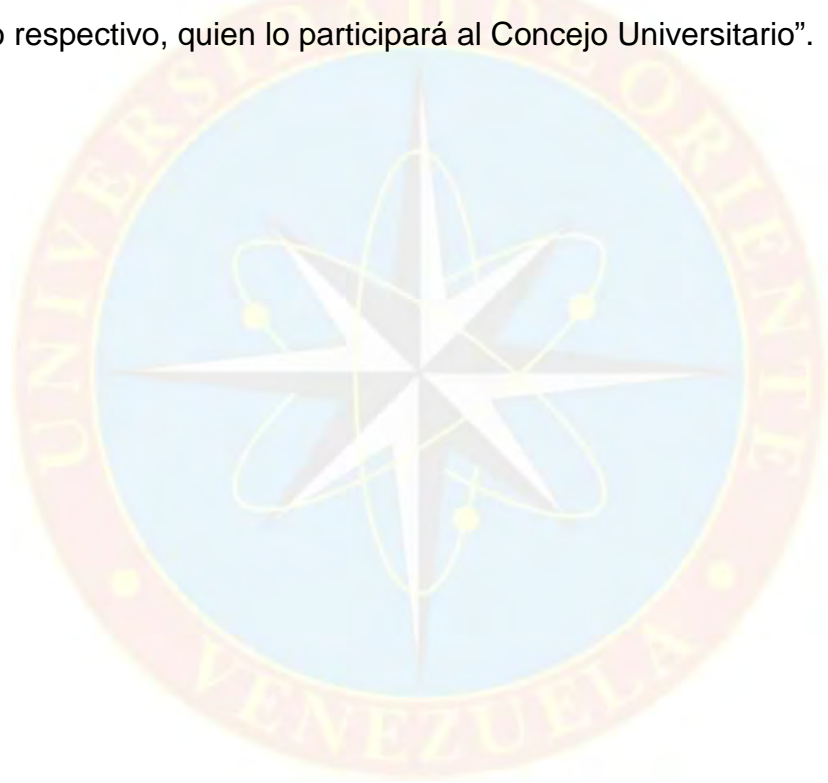 o respectivo, quien lo participará al Concejo Universitario”.
UNIVERSIDAD DE ORIENTE
VENEZUELA